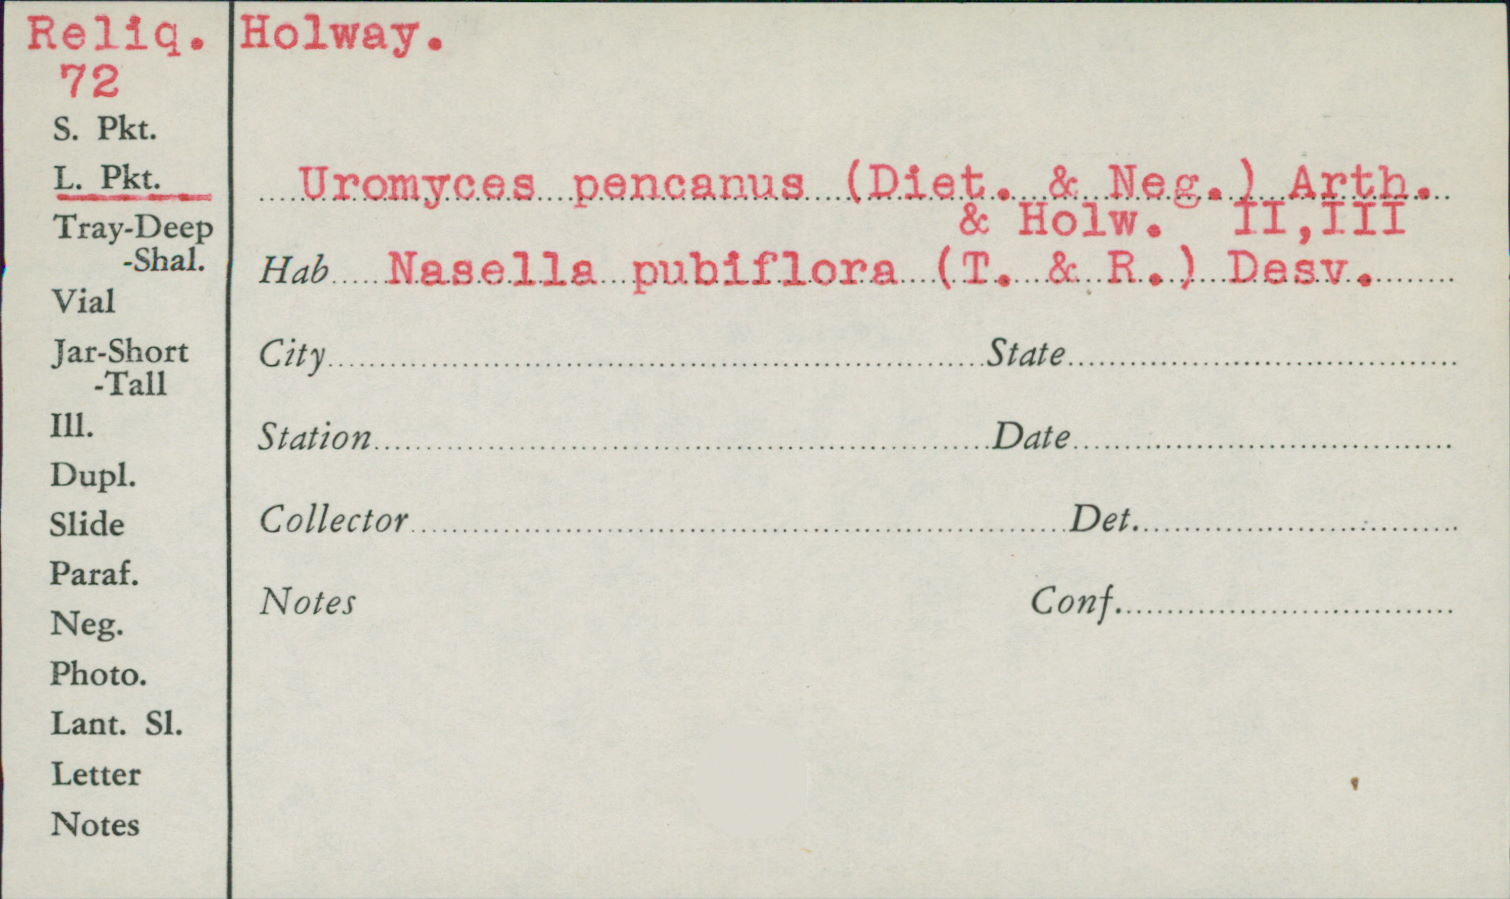 Reliq. Holway.
72
S. Pkt.
L. Pkt.
Tray-Deep
-Shal.
Vial
Jar-Short
-Tall
Ill.
Dupl.
Slide
Paraf.
Neg.
Photo.
Lant. Sl.
Letter
Notes
Uromyces pencanus (Diet. & Neg.) Arth.
& Holw. II,III
Hab Nasella pubiflora (T. & R.) Desv.
City State
Station Date
Collector Det.
Notes Conf.